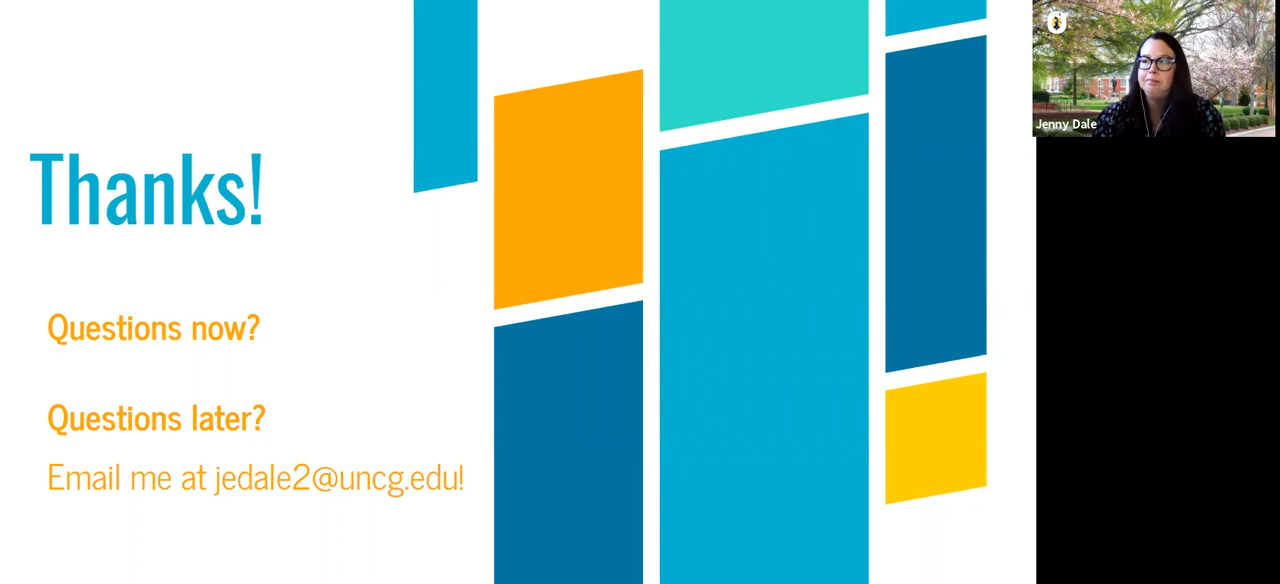 Thanks!
Questions now?
Questions later?
Email me at jedale2@uncg.edu!
Jenny Dale